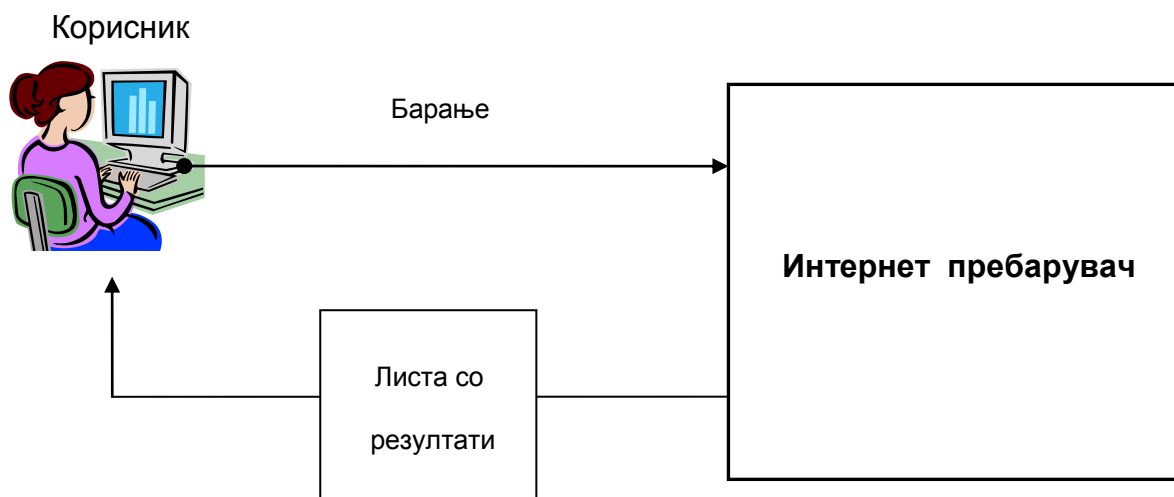 Корисник
Барање
Интернет пребарувач
Листа со
резултати